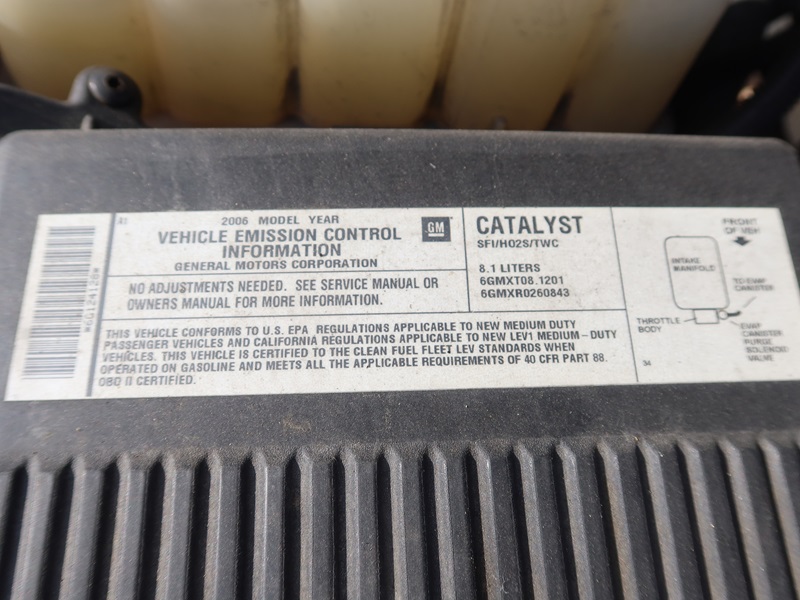 *6G124126*
A1
2006 MODEL YEAR
VEHICLE EMISSION CONTROL
INFORMATION
GENERAL MOTORS CORPORATION
GM
NO ADJUSTMENTS NEEDED. SEE SERVICE MANUAL OR
OWNERS MANUAL FOR MORE INFORMATION.
CATALYST
SFI/HO2S/TWC
8.1 LITERS
6GMXT08.1201
6GMXR0260843
THIS VEHICLE CONFORMS TO U.S. EPA REGULATIONS APPLICABLE TO NEW MEDIUM DUTY
PASSENGER VEHICLES AND CALIFORNIA REGULATIONS APPLICABLE TO NEW LEV1 MEDIUM-DUTY
VEHICLES. THIS VEHICLE IS CERTIFIED TO THE CLEAN FUEL FLEET LEV STANDARDS WHEN
OPERATED ON GASOLINE AND MEETS ALL THE APPLICABLE REQUIREMENTS OF 40 CFR PART 88.
OBD II CERTIFIED.
FRONT
OF VEH
INTAKE
MANIFOLD
TO EVAP
CANISTER
THROTTLE
BODY
EVAP
CANISTER
PURGE
SOLENOID
VALVE
34